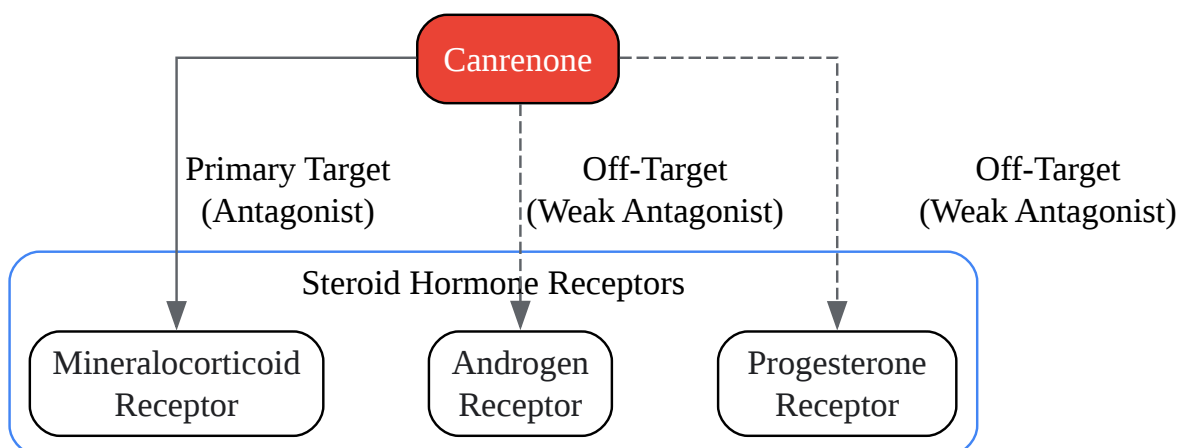 Canrenone
Primary Target
(Antagonist)
Off-Target
(Weak Antagonist)
Off-Target
(Weak Antagonist)
Steroid Hormone Receptors
Mineralocorticoid
Receptor
Androgen
Receptor
Progesterone
Receptor